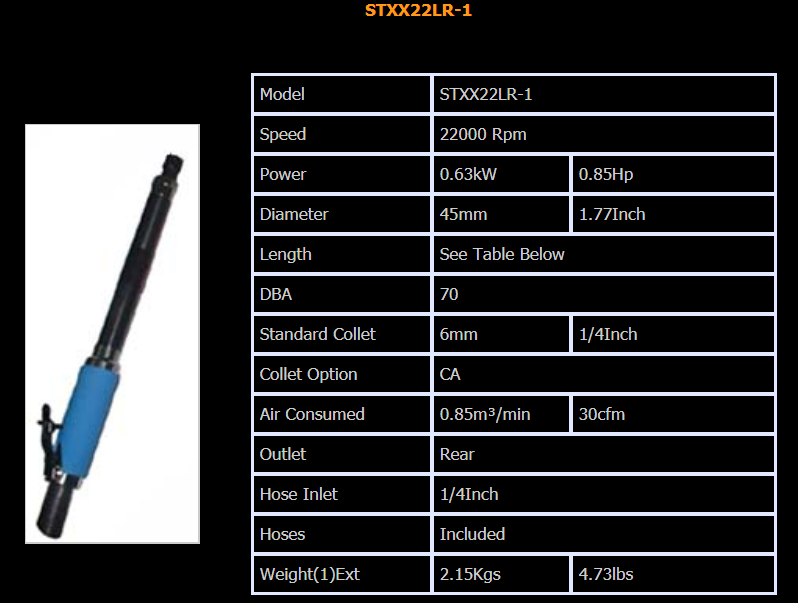 STXX22LR-1
Model STXX22LR-1
Speed 22000 Rpm
Power 0.63kW 0.85Hp
Diameter 45mm 1.77Inch
Length See Table Below
DBA 70
Standard Collet 6mm 1/4Inch
Collet Option CA
Air Consumed 0.85m³/min 30cfm
Outlet Rear
Hose Inlet 1/4Inch
Hoses Included
Weight(1)Ext 2.15Kgs 4.73lbs